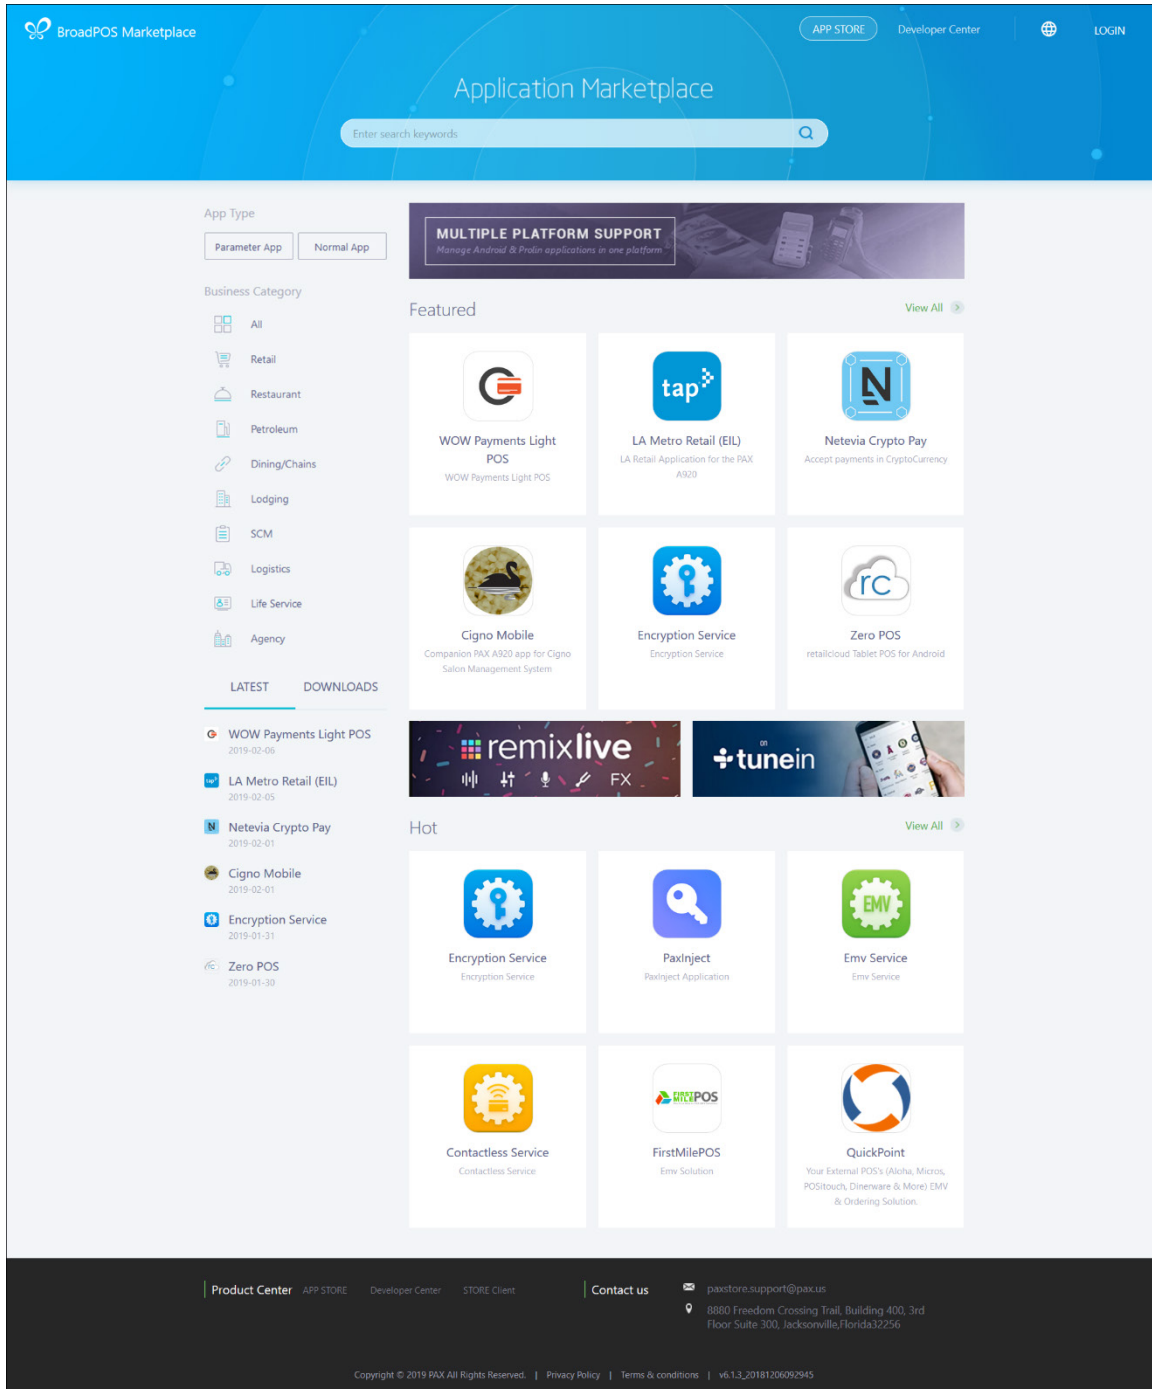 BroadPOS Marketplace
APP STORE
Developer Center
LOGIN
Application Marketplace
Enter search keywords
App Type
Parameter App
Normal App
Business Category
All
Retail
Restaurant
Petroleum
Dining/Chains
Lodging
SCM
Logistics
Life Service
Agency
LATEST
DOWNLOADS
WOW Payments Light POS
2019-02-06
LA Metro Retail (EIL)
2019-02-05
Netevia Crypto Pay
2019-02-01
Cigno Mobile
2019-02-01
Encryption Service
2019-01-31
Zero POS
2019-01-30
MULTIPLE PLATFORM SUPPORT
Manage Android & Prolin applications in one platform
Featured
View All
tap
N
WOW Payments Light
POS
WOW Payments Light POS
LA Metro Retail (EIL)
LA Retail Application for the PAX
A920
Netevia Crypto Pay
Accept payments in CryptoCurrency
rc
Cigno Mobile
Companion PAX A920 app for Cigno
Salon Management System
Encryption Service
Encryption Service
Zero POS
retailcloud Tablet POS for Android
remixlive
FX
on
tunein
Hot
View All
EMV
Encryption Service
Encryption Service
PaxInject
PaxInject Application
Emv Service
Emv Service
FIRST
MILE POS
Contactless Service
Contactless Service
FirstMilePOS
Emv Solution
QuickPoint
Your External POS's (Aloha, Micros,
POSitouch, Dinerware & More) EMV
& Ordering Solution.
Product Center
APP STORE
Developer Center
STORE Client
Contact us
paxstore.support@pax.us
8880 Freedom Crossing Trail, Building 400, 3rd
Floor Suite 300, Jacksonville,Florida32256
Copyright © 2019 PAX All Rights Reserved. | Privacy Policy | Terms & conditions | v6.1.3_20181206092945